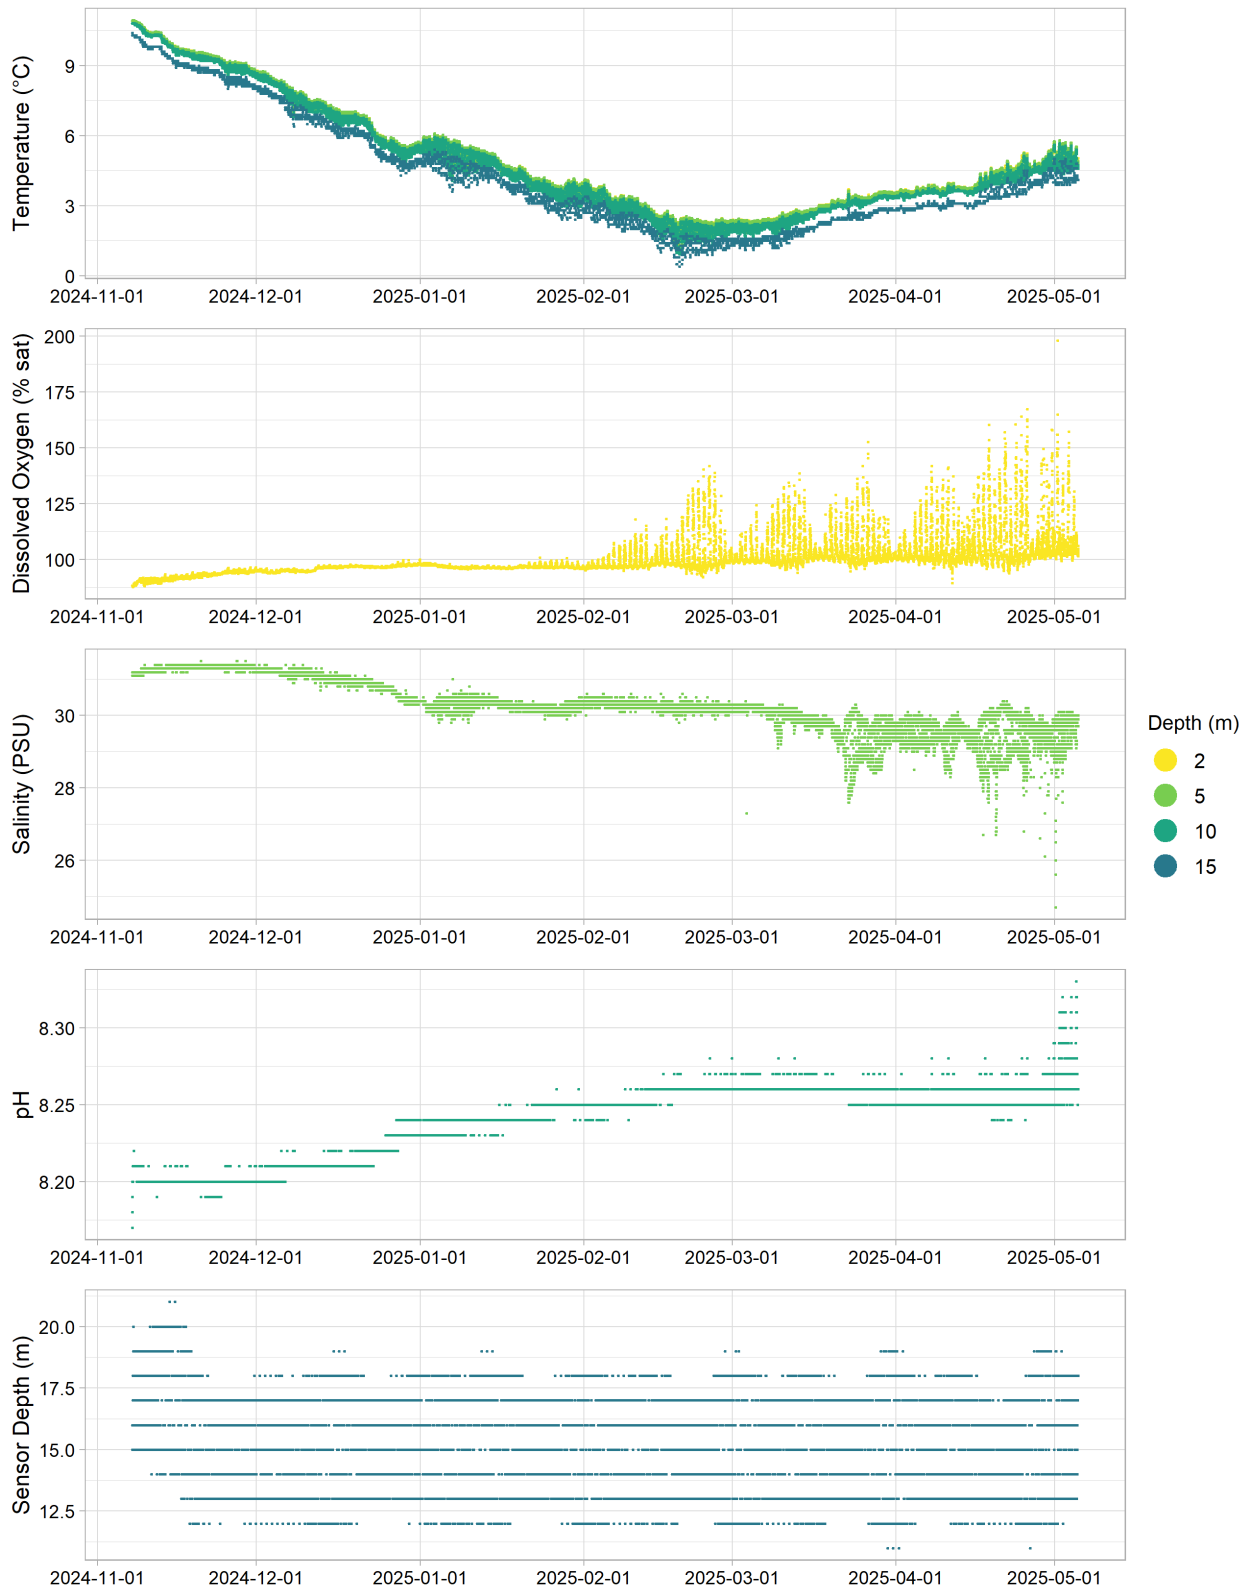 Temperature (°C)
9
6
3
0
2024-11-01 2024-12-01 2025-01-01 2025-02-01 2025-03-01 2025-04-01 2025-05-01
Dissolved Oxygen (% sat)
200
175
150
125
100
2024-11-01 2024-12-01 2025-01-01 2025-02-01 2025-03-01 2025-04-01 2025-05-01
Salinity (PSU)
30
28
26
2024-11-01 2024-12-01 2025-01-01 2025-02-01 2025-03-01 2025-04-01 2025-05-01
Depth (m)
2
5
10
15
pH
8.30
8.25
8.20
2024-11-01 2024-12-01 2025-01-01 2025-02-01 2025-03-01 2025-04-01 2025-05-01
Sensor Depth (m)
20.0
17.5
15.0
12.5
2024-11-01 2024-12-01 2025-01-01 2025-02-01 2025-03-01 2025-04-01 2025-05-01